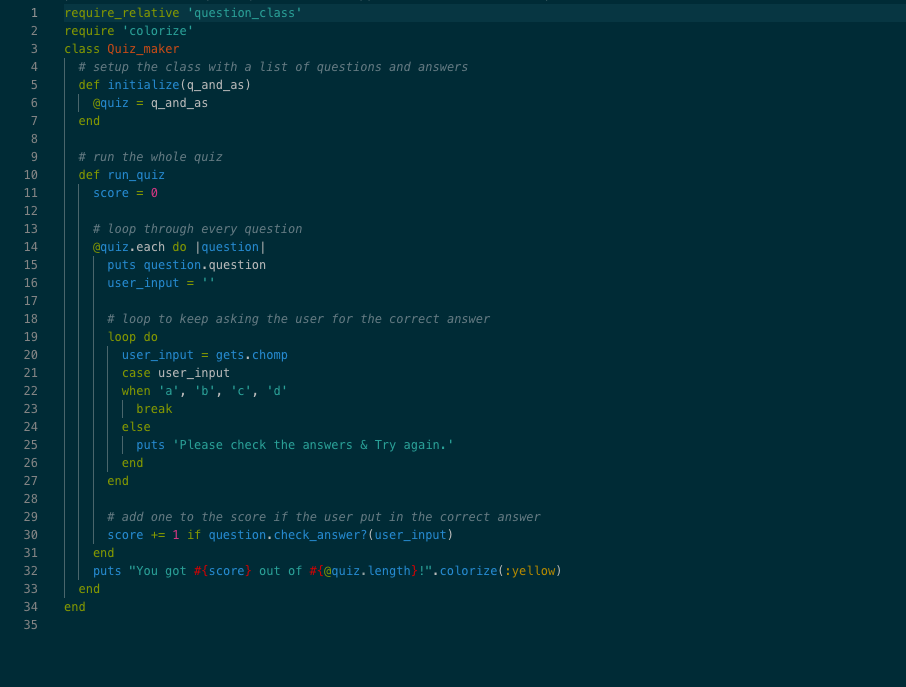 1 require_relative 'question_class'
2 require 'colorize'
3 class Quiz_maker
4   # setup the class with a list of questions and answers
5   def initialize(q_and_as)
6     @quiz = q_and_as
7   end
8
9   # run the whole quiz
10   def run_quiz
11     score = 0
12
13     # loop through every question
14     @quiz.each do |question|
15       puts question.question
16       user_input = ''
17
18       # loop to keep asking the user for the correct answer
19       loop do
20         user_input = gets.chomp
21         case user_input
22         when 'a', 'b', 'c', 'd'
23           break
24         else
25           puts 'Please check the answers & Try again.'
26         end
27       end
28
29       # add one to the score if the user put in the correct answer
30       score += 1 if question.check_answer?(user_input)
31     end
32     puts "You got #{score} out of #{@quiz.length}!".colorize(:yellow)
33   end
34 end
35